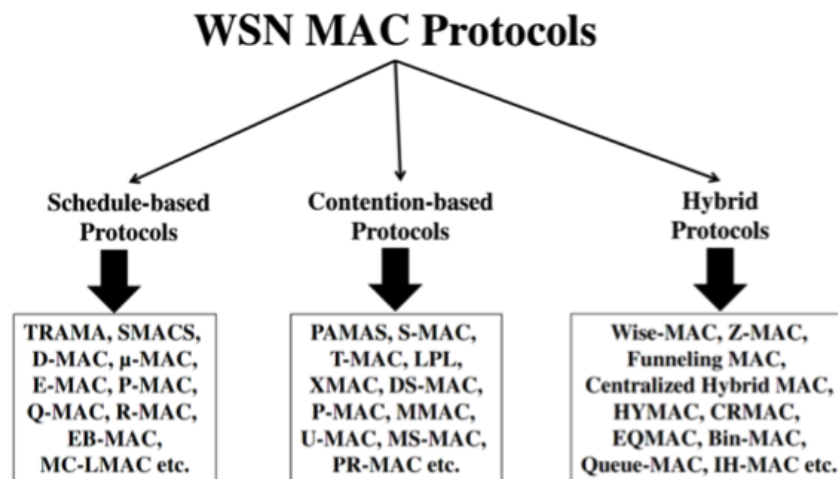 WSN MAC Protocols
Schedule-based
Protocols
Contention-based
Protocols
Hybrid
Protocols
TRAMA, SMACS,
D-MAC, μ-MAC,
E-MAC, P-MAC,
Q-MAC, R-MAC,
EB-MAC,
MC-LMAC etc.
PAMAS, S-MAC,
T-MAC, LPL,
XMAC, DS-MAC,
P-MAC, MMAC,
U-MAC, MS-MAC,
PR-MAC etc.
Wise-MAC, Z-MAC,
Funneling MAC,
Centralized Hybrid MAC,
HYMAC, CRMAC,
EQMAC, Bin-MAC,
Queue-MAC, IH-MAC etc.